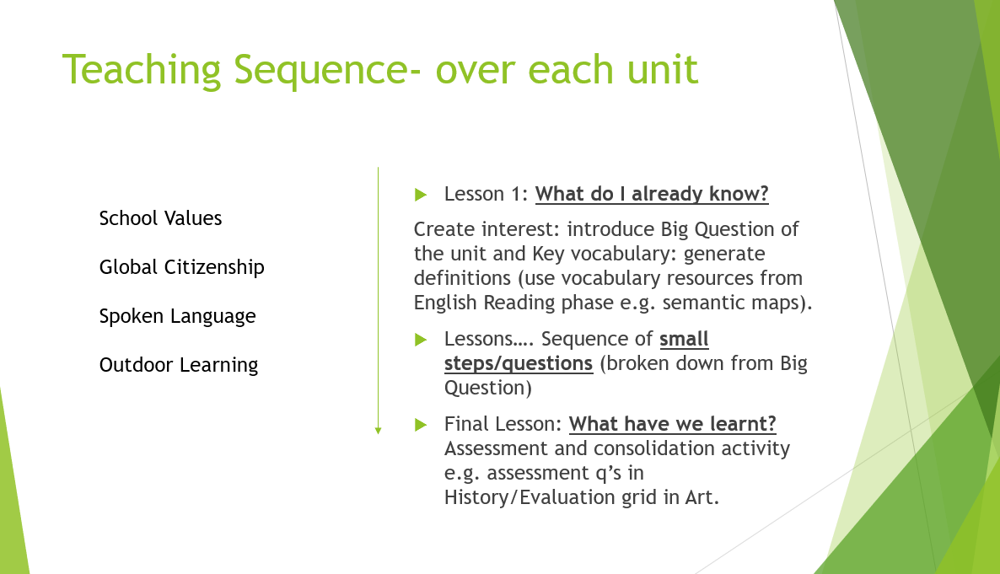 Teaching Sequence- over each unit
School Values
Global Citizenship
Spoken Language
Outdoor Learning
Lesson 1: What do I already know?
Create interest: introduce Big Question of
the unit and Key vocabulary: generate
definitions (use vocabulary resources from
English Reading phase e.g. semantic maps).
Lessons…. Sequence of small
steps/questions (broken down from Big
Question)
Final Lesson: What have we learnt?
Assessment and consolidation activity
e.g. assessment q’s in
History/Evaluation grid in Art.